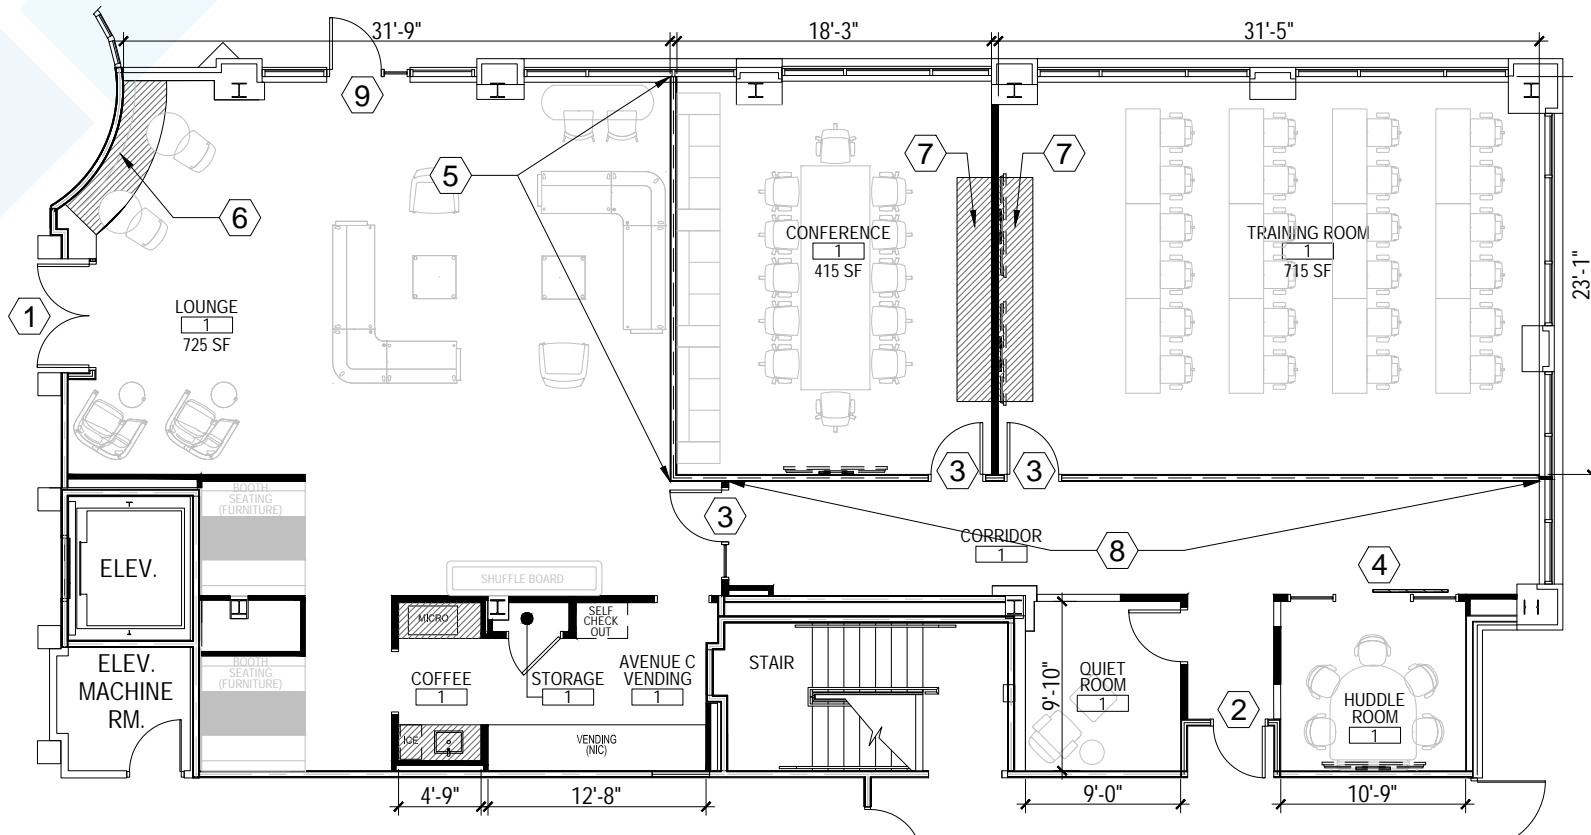 31'-9"
18'-3"
31'-5"
9
5
7
7
6
CONFERENCE
1
415 SF
TRAINING ROOM
1
715 SF
23'-1"
1
LOUNGE
1
725 SF
3
3
3
BOOTH
SEATING
(FURNITURE)
CORRIDOR
1
8
4
ELEV.
SHUFFLE BOARD
MICRO
SELF
CHECK
OUT
ELEV.
MACHINE
RM.
BOOTH
SEATING
(FURNITURE)
COFFEE
1
STORAGE
1
AVENUE C
VENDING
1
STAIR
9'-10"
QUIET
ROOM
1
2
HUDDLE
ROOM
1
ICE
VENDING
(NIC)
4'-9"
12'-8"
9'-0"
10'-9"